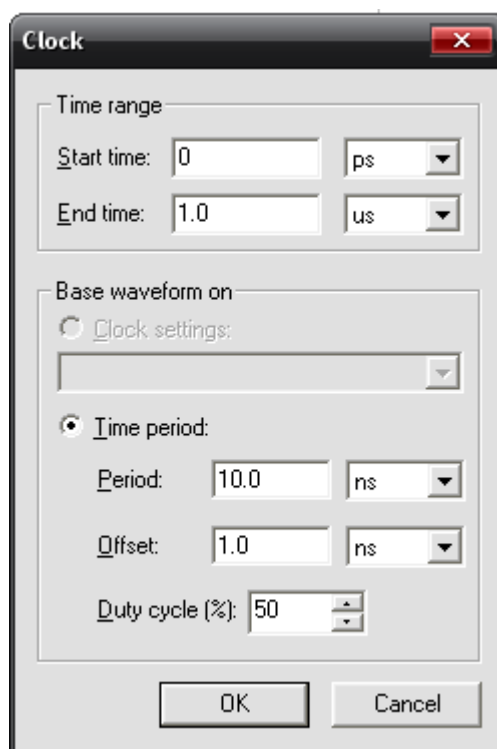 Clock
Time range
Start time: 0 ps
End time: 1.0 us
Base waveform on
Clock settings:
Time period:
Period: 10.0 ns
Offset: 1.0 ns
Duty cycle (%): 50
OK Cancel